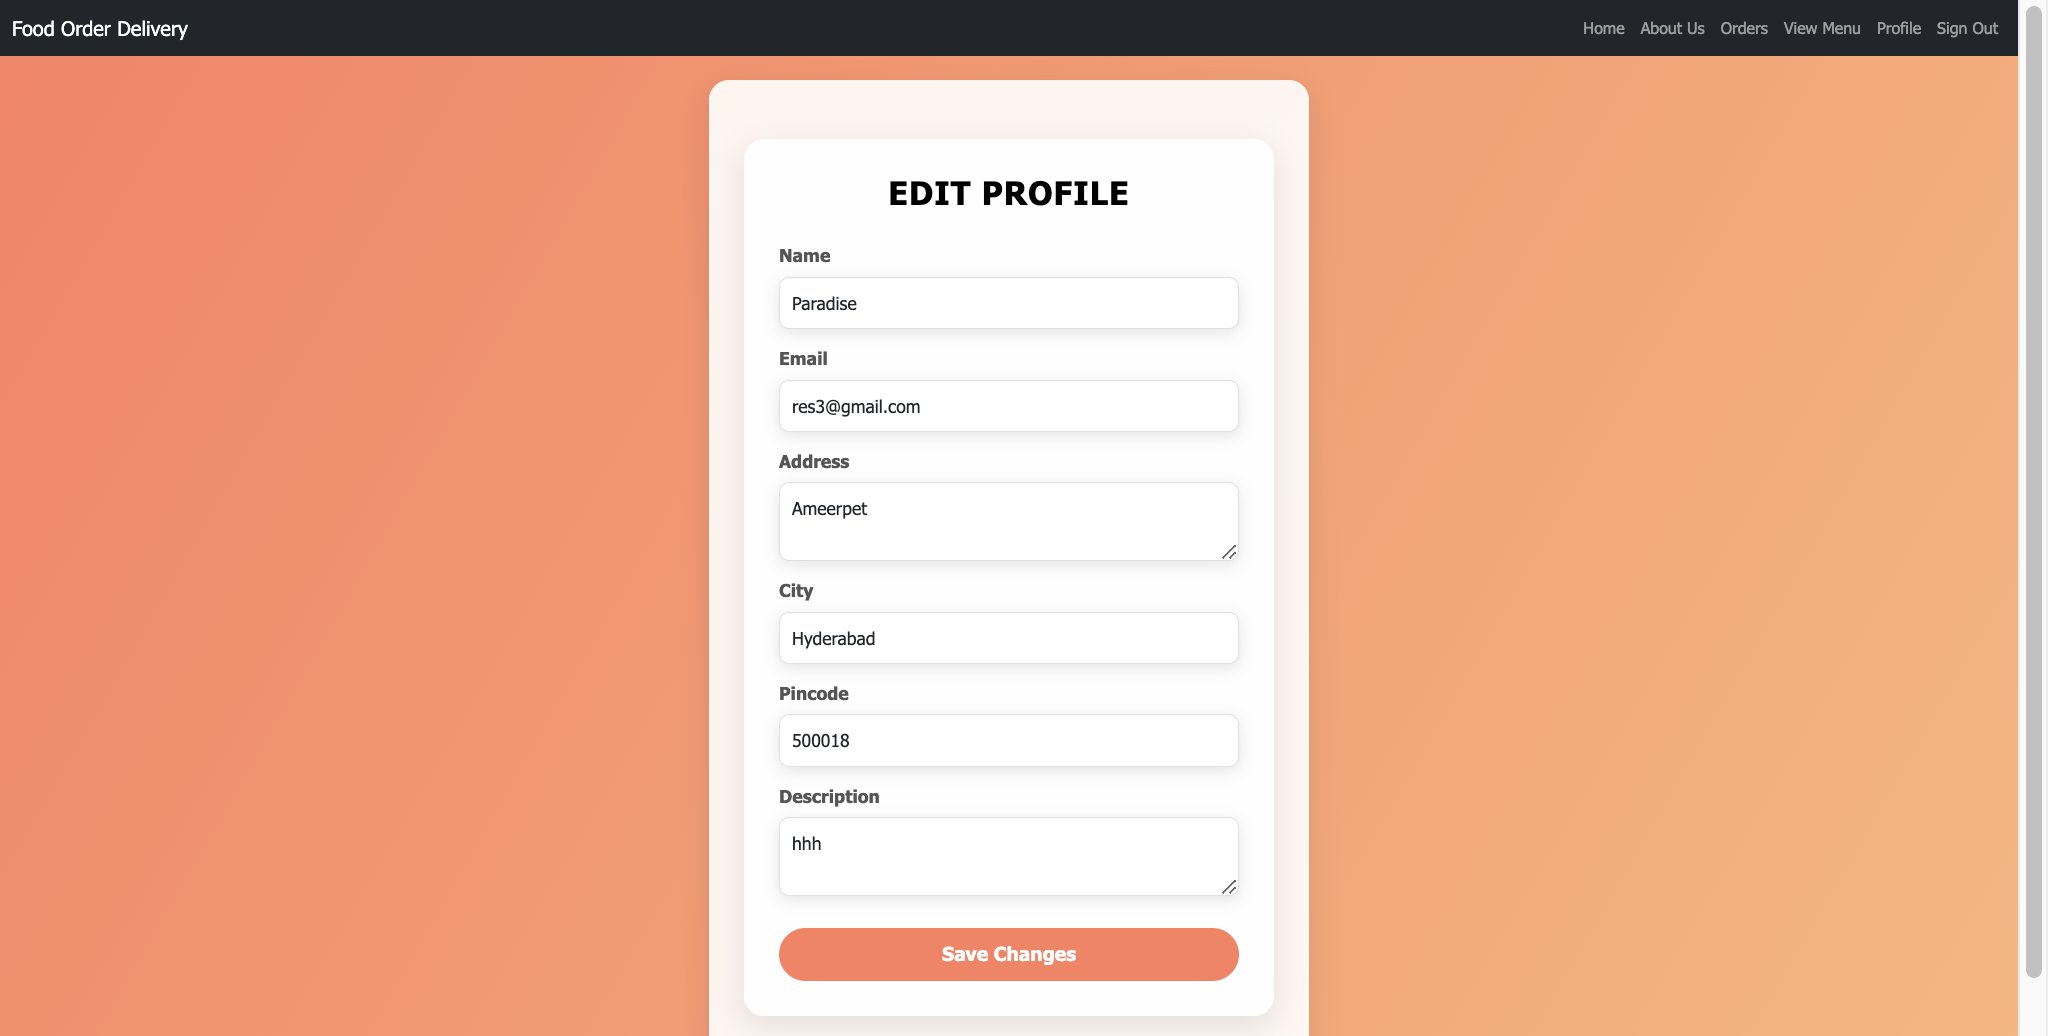 Food Order Delivery
Home About Us Orders View Menu Profile Sign Out
EDIT PROFILE
Name
Paradise
Email
res3@gmail.com
Address
Ameerpet
City
Hyderabad
Pincode
500018
Description
hhh
Save Changes